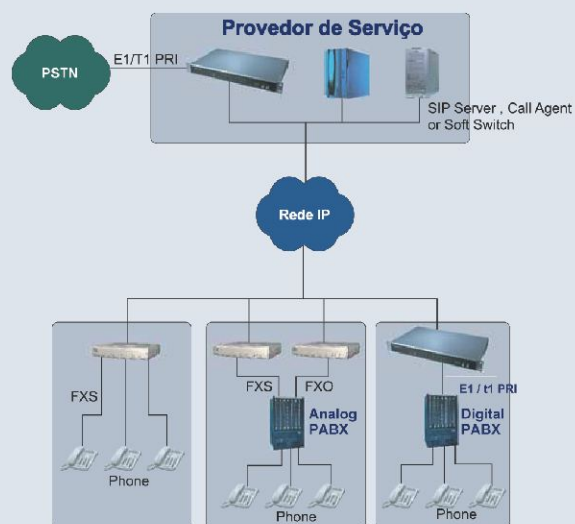 Provedor de Serviço
PSTN
E1/T1 PRI
SIP Server , Call Agent
or Soft Switch
Rede IP
FXS
Phone
FXS
FXO
Analog
PABX
Phone
E1 / t1 PRI
Digital
PABX
Phone